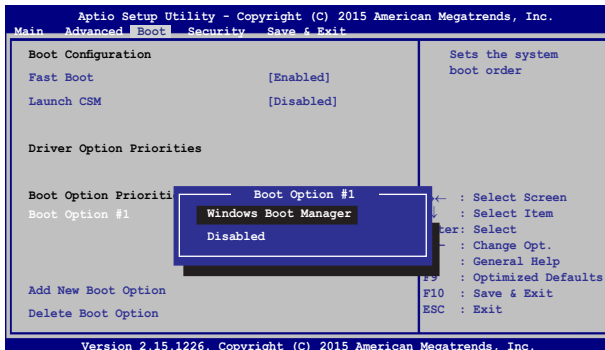 Aptio Setup Utility - Copyright (C) 2015 American Megatrends, Inc.
Main Advanced Boot Security Save & Exit
Boot Configuration
Fast Boot [Enabled]
Launch CSM [Disabled]
Driver Option Priorities
Boot Option Prioriti
Boot Option #1
Boot Option #1
Windows Boot Manager
Disabled
Add New Boot Option
Delete Boot Option
Sets the system
boot order
← : Select Screen
: Select Item
ter: Select
- : Change Opt.
: General Help
F9 : Optimized Defaults
F10 : Save & Exit
ESC : Exit
Version 2.15.1226. Copyright (C) 2015 American Megatrends, Inc.